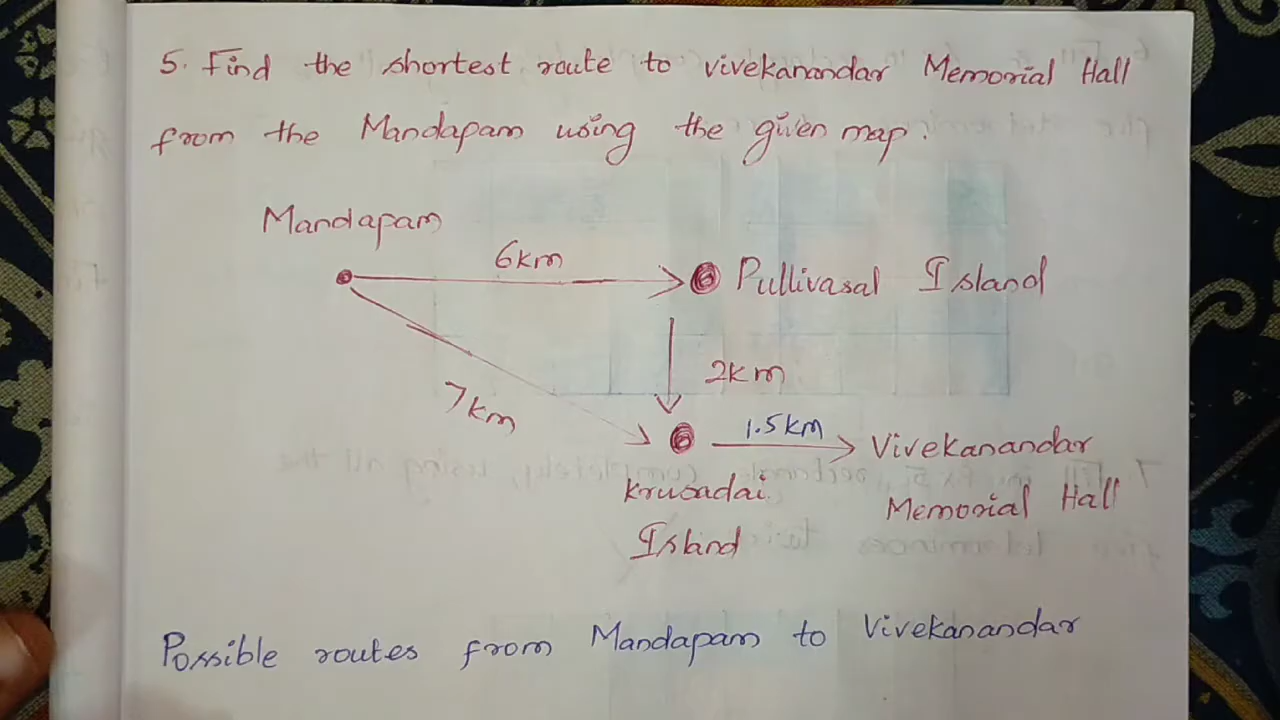 5. Find the shortest route to vivekanandar Memorial Hall
from the Mandapam using the given map?
Mandapam
6km
Pullivasal Island
2km
7km
1.5km
Vivekanandar
Memorial Hall
Krusadai
Island
Possible routes from Mandapam to Vivekanandar